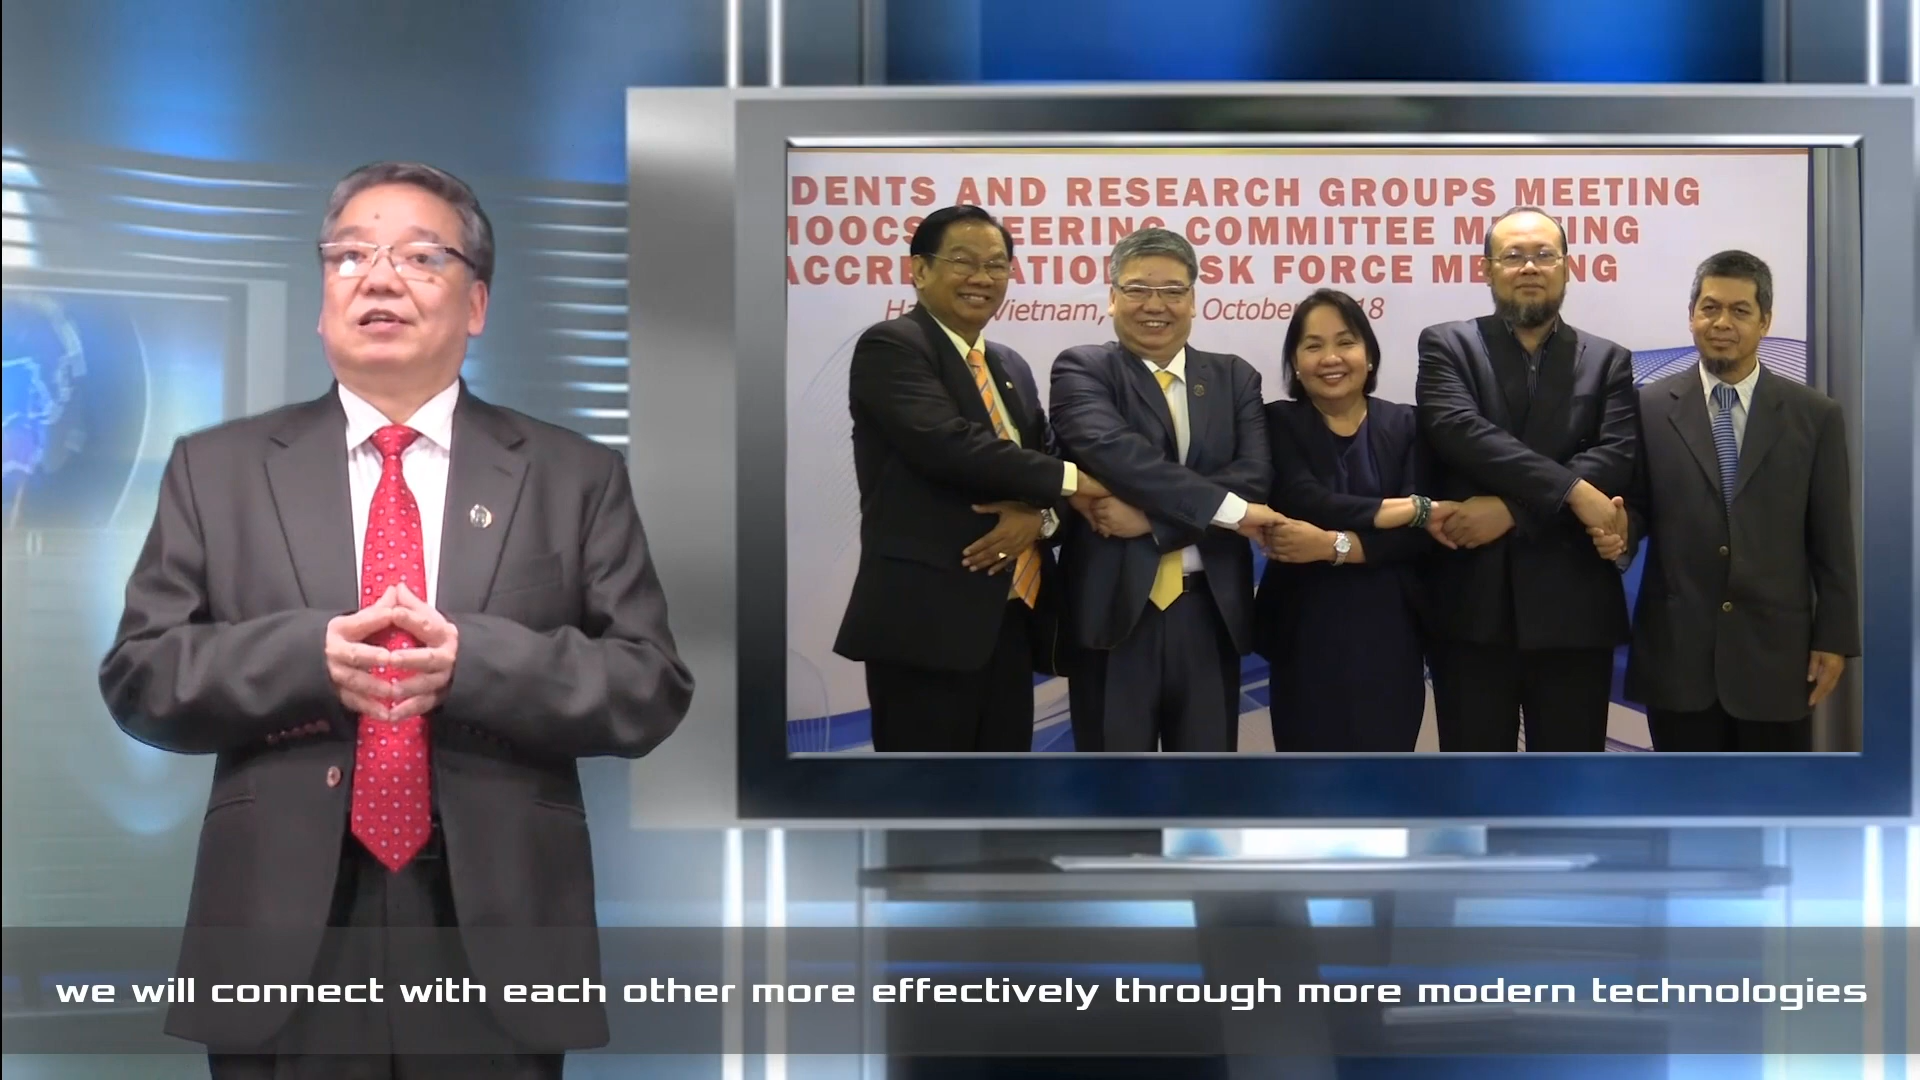 DENTS AND RESEARCH GROUPS MEETING
COMMITTEE
FORCE
Vietnam, October
we will connect with each other more effectively through more modern technologies